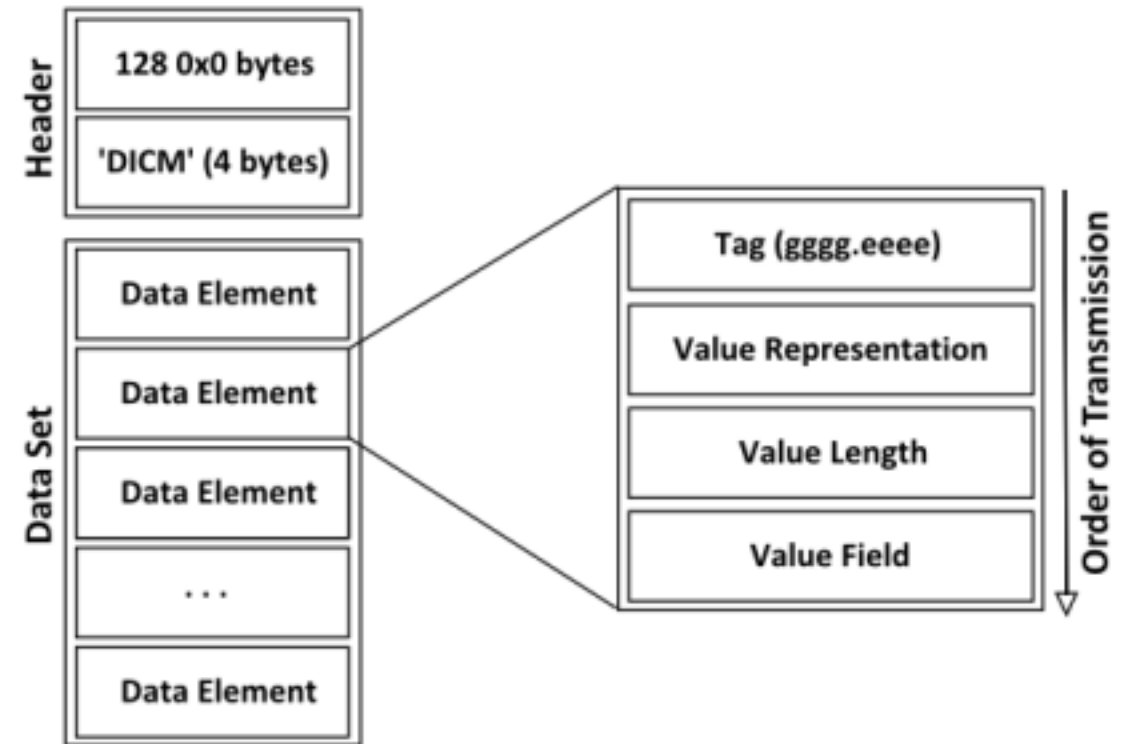 Header
128 0x0 bytes
'DICM' (4 bytes)
Data Set
Data Element
Data Element
Data Element
...
Data Element
Tag (gggg.eeee)
Value Representation
Value Length
Value Field
Order of Transmission